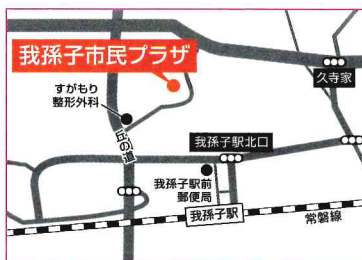 我孫子市民プラザ
久寺家
すがもり
整形外科
丘の道
我孫子駅北口
我孫子駅前
郵便局
我孫子駅
常磐線